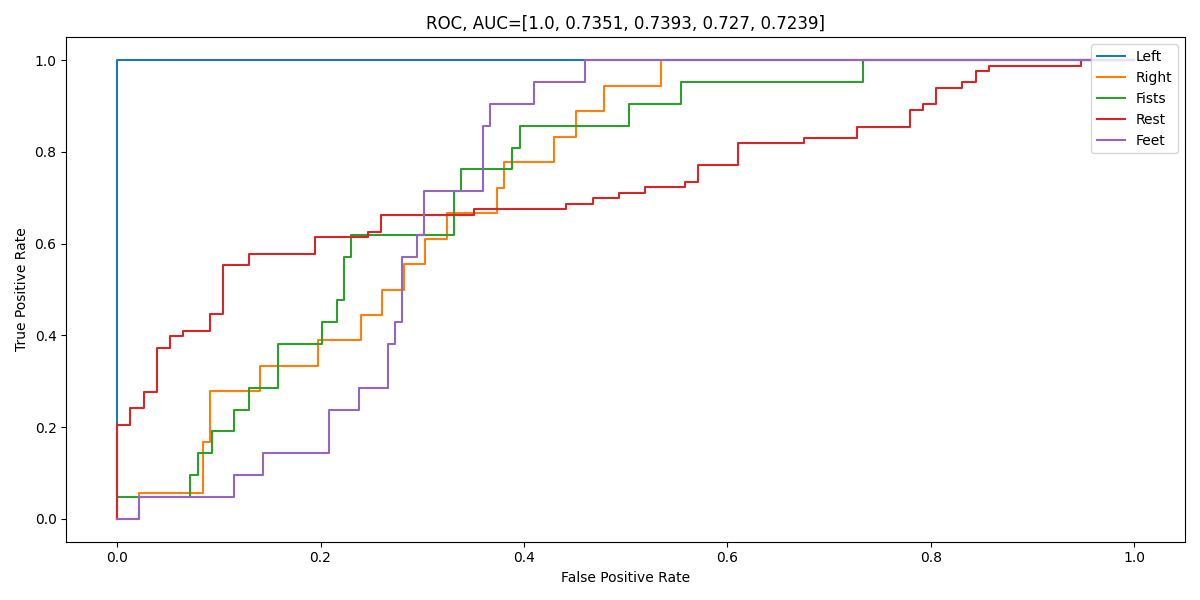 ROC, AUC=[1.0, 0.7351, 0.7393, 0.727, 0.7239]
True Positive Rate
1.0
0.8
0.6
0.4
0.2
0.0
Left
Right
Fists
Rest
Feet
0.0 0.2 0.4 0.6 0.8 1.0
False Positive Rate